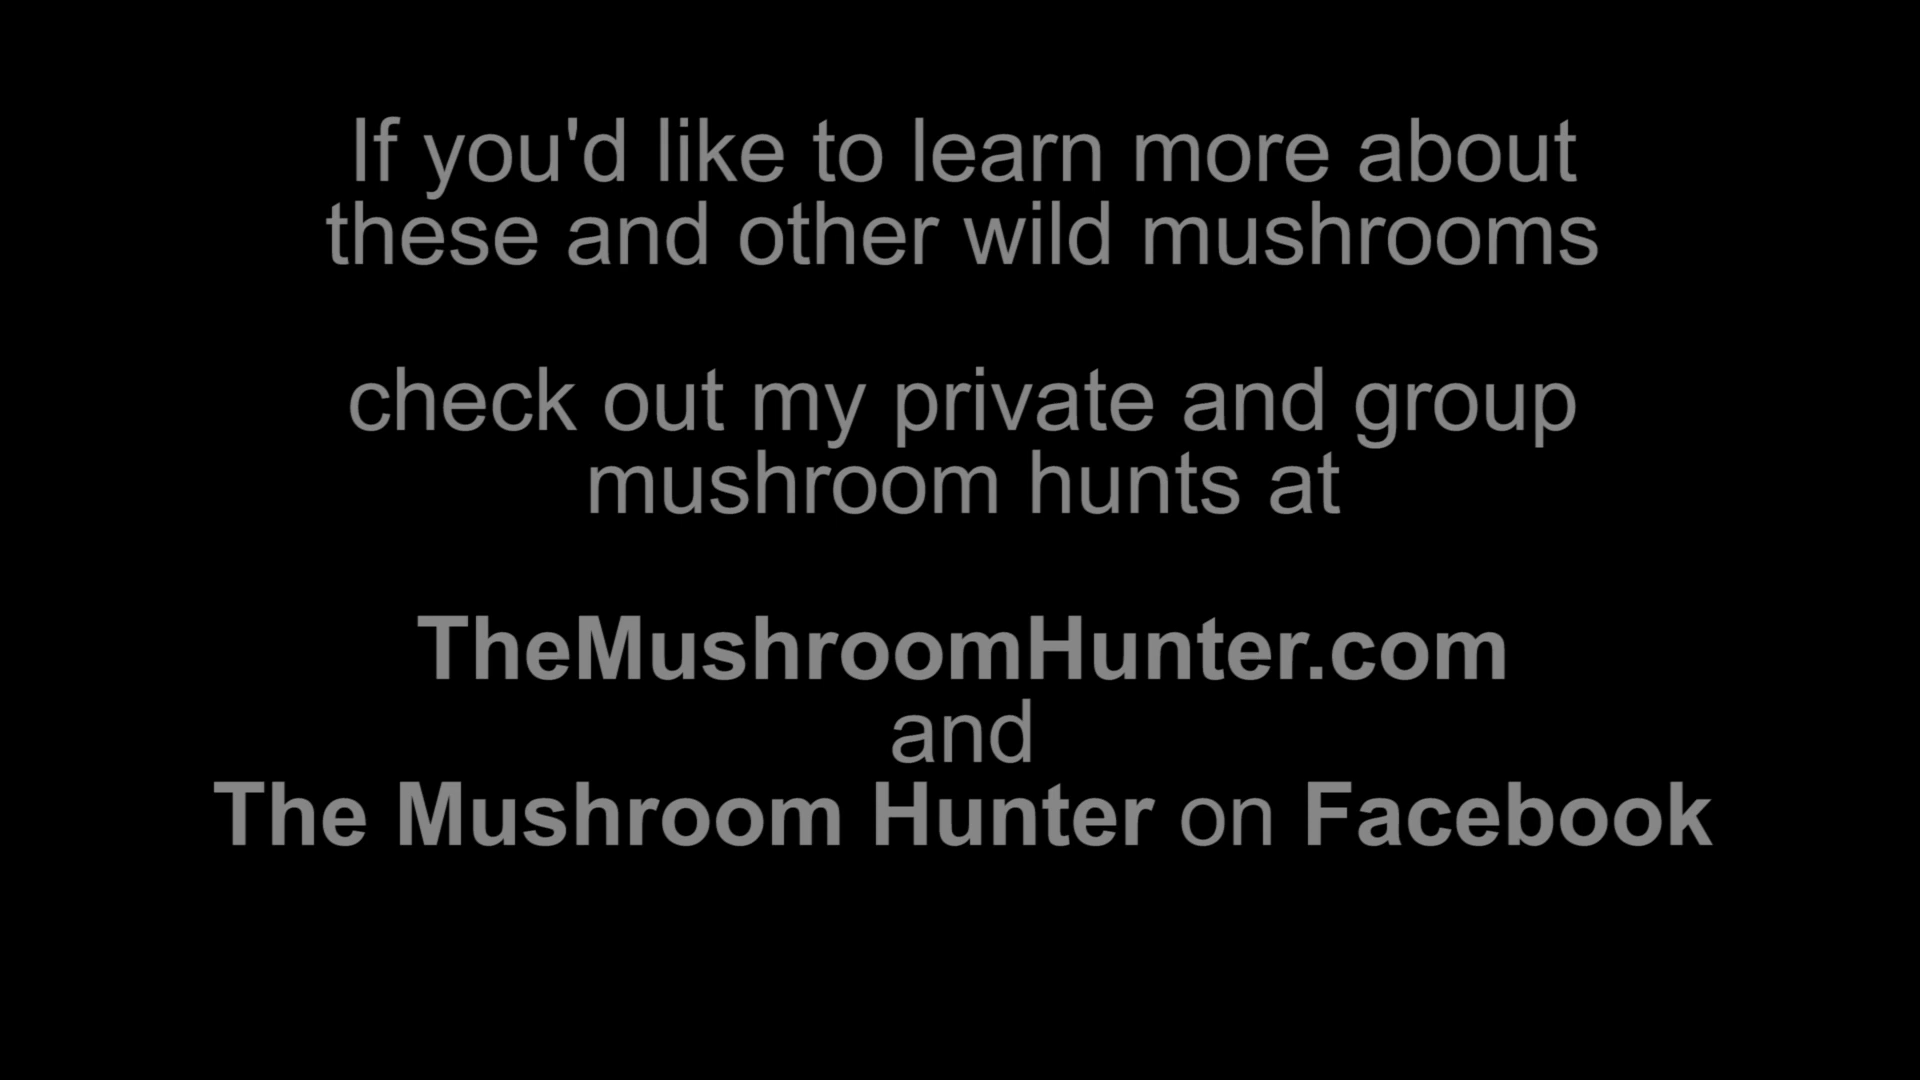 If you'd like to learn more about
these and other wild mushrooms
check out my private and group
mushroom hunts at
TheMushroomHunter.com
and
The Mushroom Hunter on Facebook